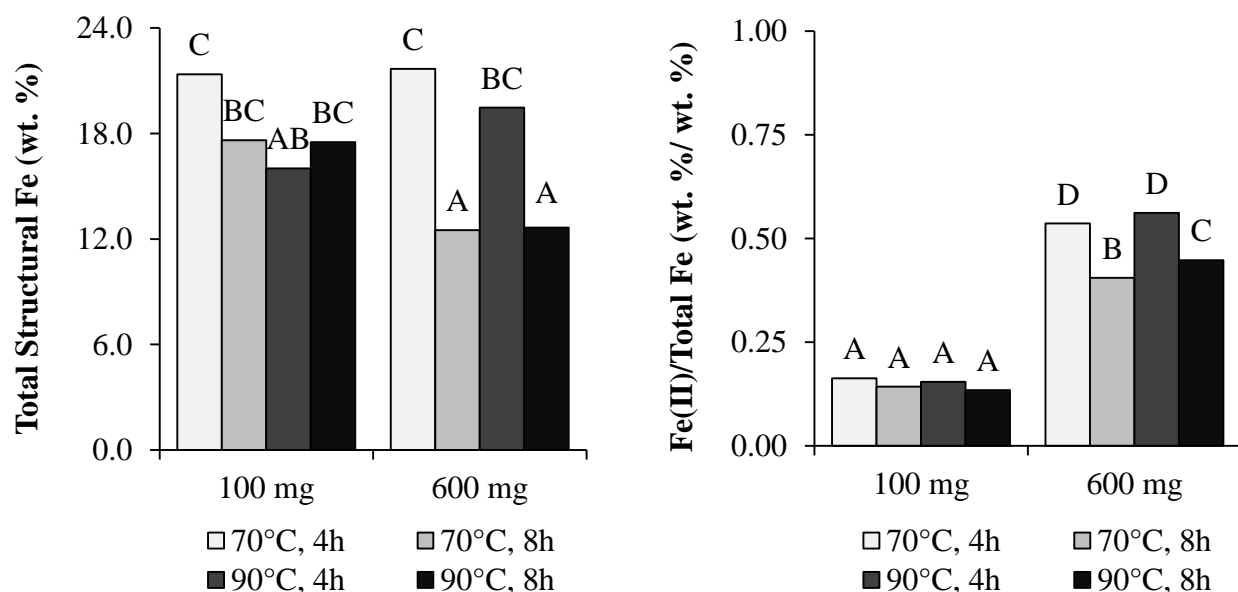 Total Structural Fe (wt. %)
24.0
18.0
12.0
6.0
0.0
C
BC
AB
BC
C
A
BC
A
100 mg
600 mg
70°C, 4h
70°C, 8h
90°C, 4h
90°C, 8h
Fe(II)/Total Fe (wt. %/ wt. %)
1.00
0.75
0.50
0.25
0.00
A
A
A
A
D
B
D
C
100 mg
600 mg
70°C, 4h
70°C, 8h
90°C, 4h
90°C, 8h